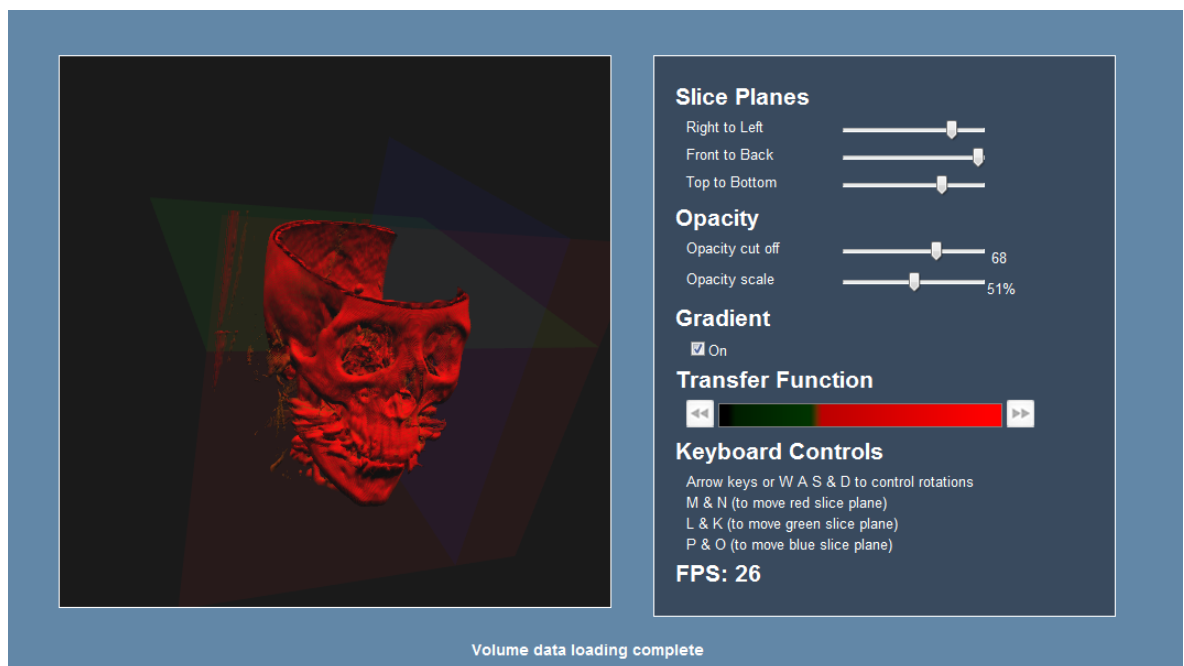 Slice Planes
Right to Left
Front to Back
Top to Bottom
Opacity
Opacity cut off 68
Opacity scale 51%
Gradient
On
Transfer Function
Keyboard Controls
Arrow keys or W A S & D to control rotations
M & N (to move red slice plane)
L & K (to move green slice plane)
P & O (to move blue slice plane)
FPS: 26
Volume data loading complete